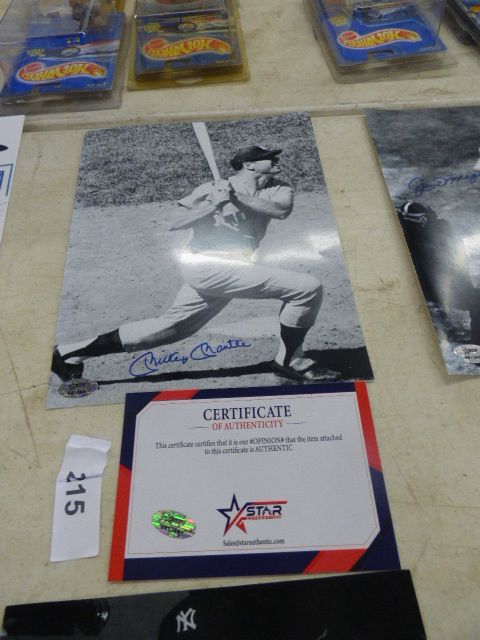 Hot Wheels
Hot Wheels
Hot Wheels
Mickey Mantle
CERTIFICATE
OF AUTHENTICITY
This certificate certifies that it is our #OPINION# that the item attached
to this certificate is AUTHENTIC
STAR
Sales@starauthentic.com
215
NY